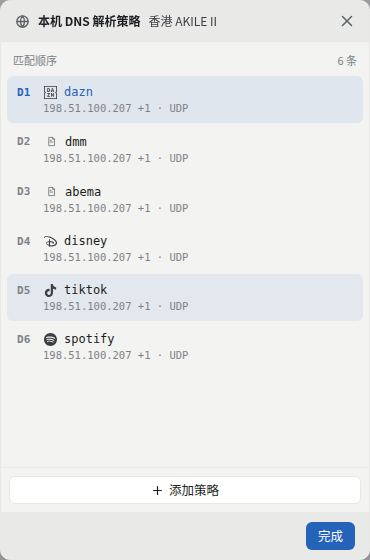 本机 DNS 解析策略 香港 AKILE II
匹配顺序 6 条
D1 dazn
198.51.100.207 +1 · UDP
D2 dmm
198.51.100.207 +1 · UDP
D3 abema
198.51.100.207 +1 · UDP
D4 disney
198.51.100.207 +1 · UDP
D5 tiktok
198.51.100.207 +1 · UDP
D6 spotify
198.51.100.207 +1 · UDP
+ 添加策略
完成